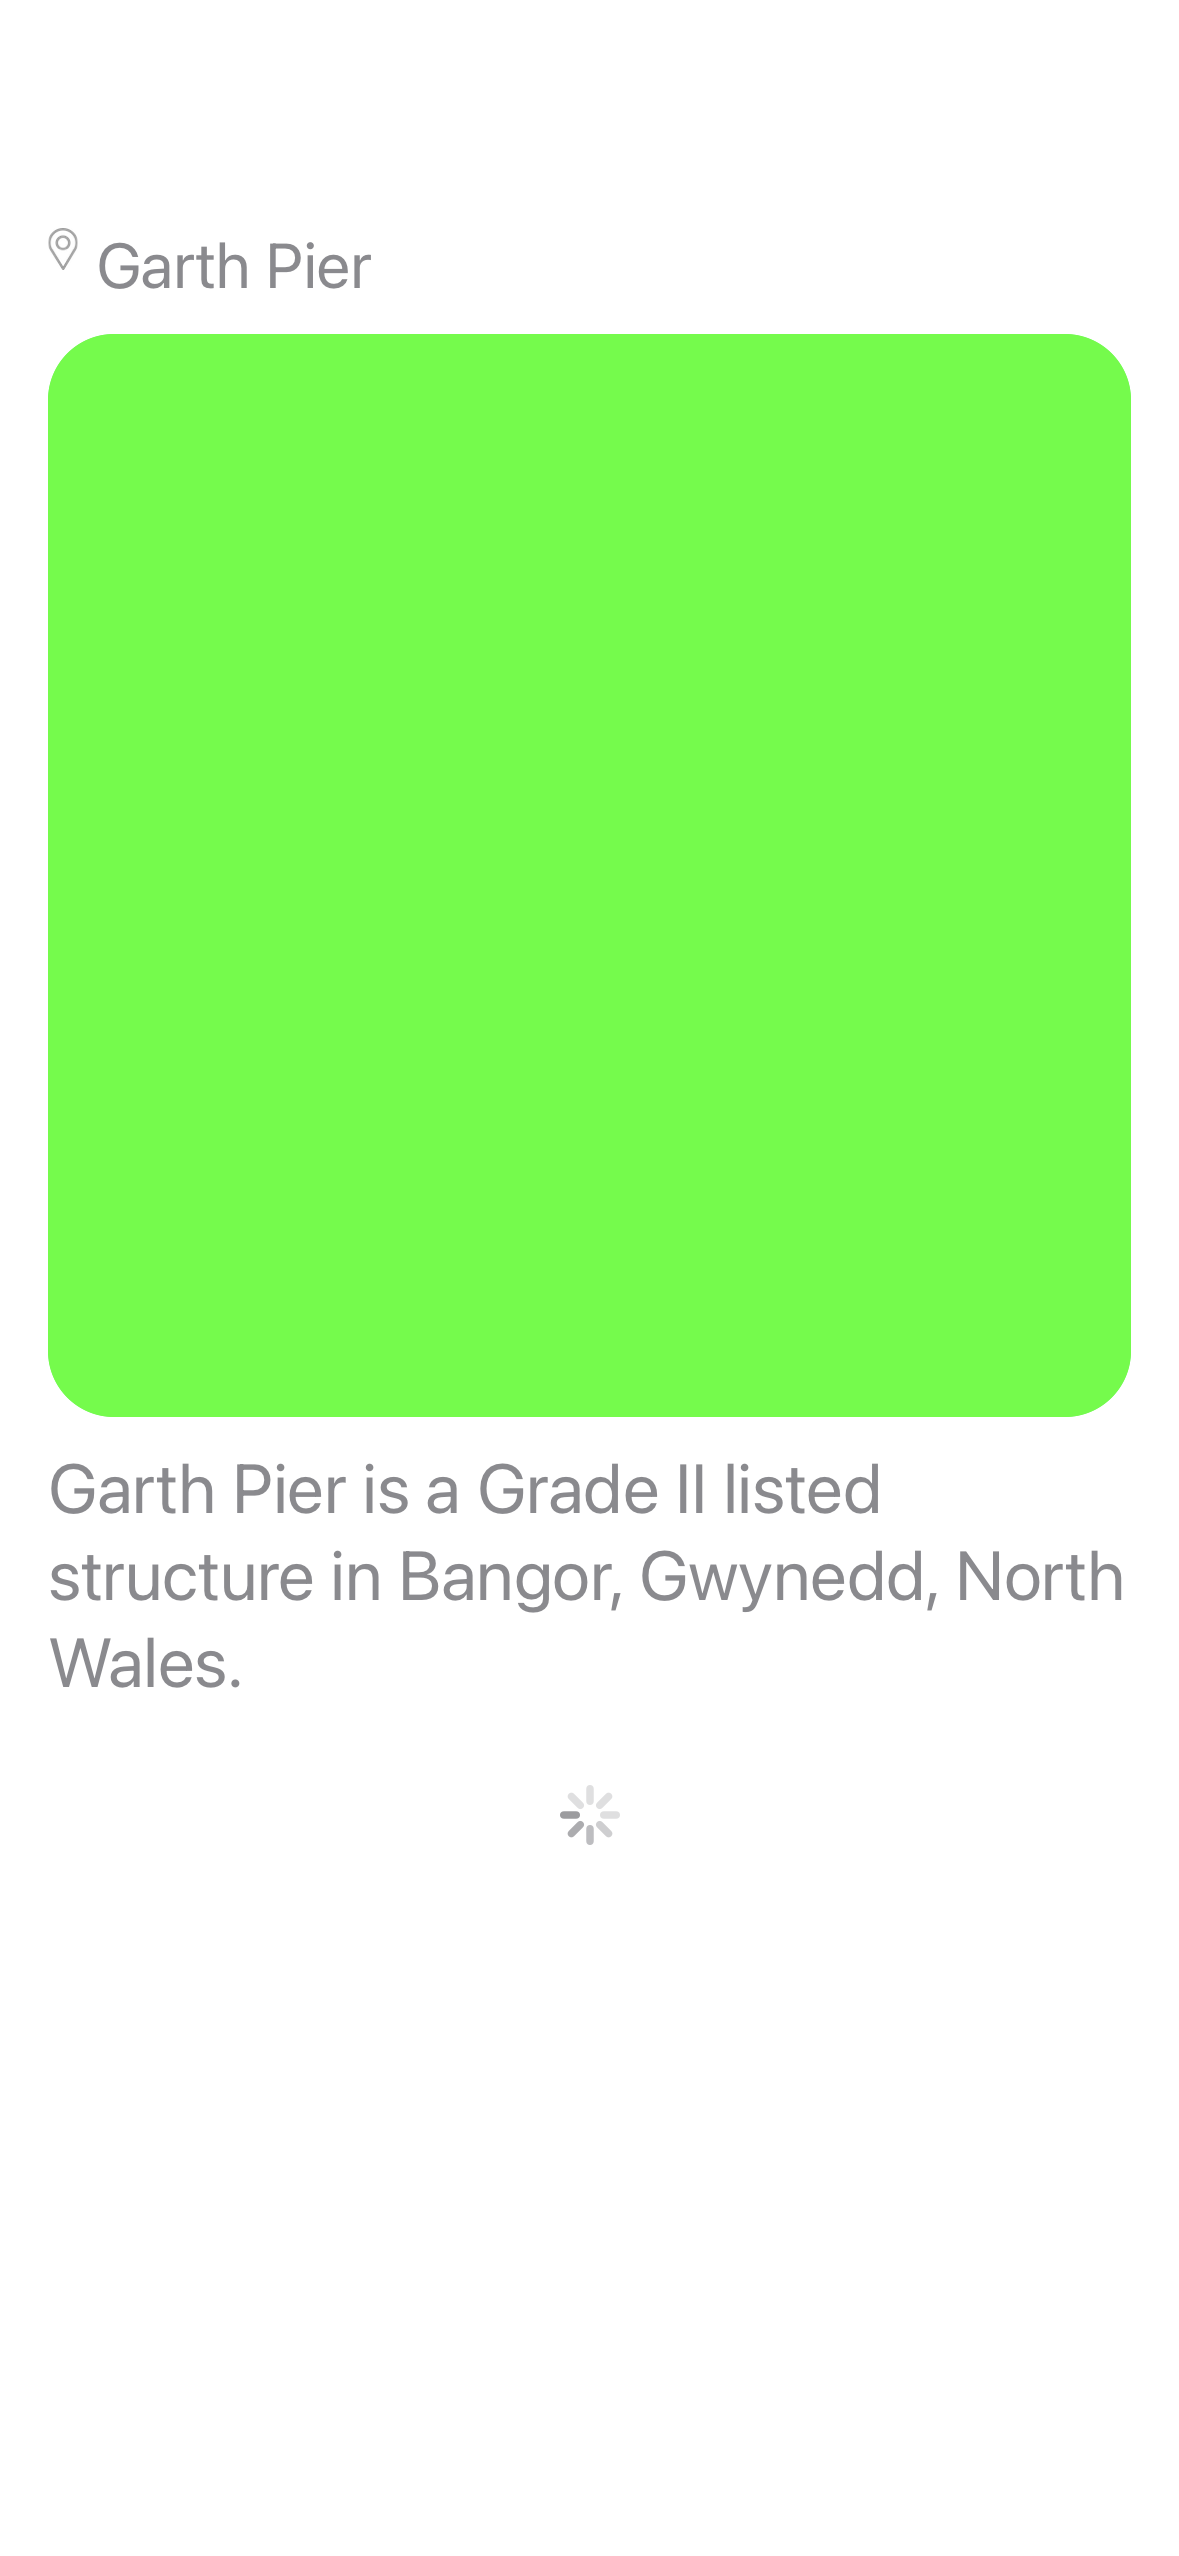 Garth Pier
Garth Pier is a Grade II listed
structure in Bangor, Gwynedd, North
Wales.